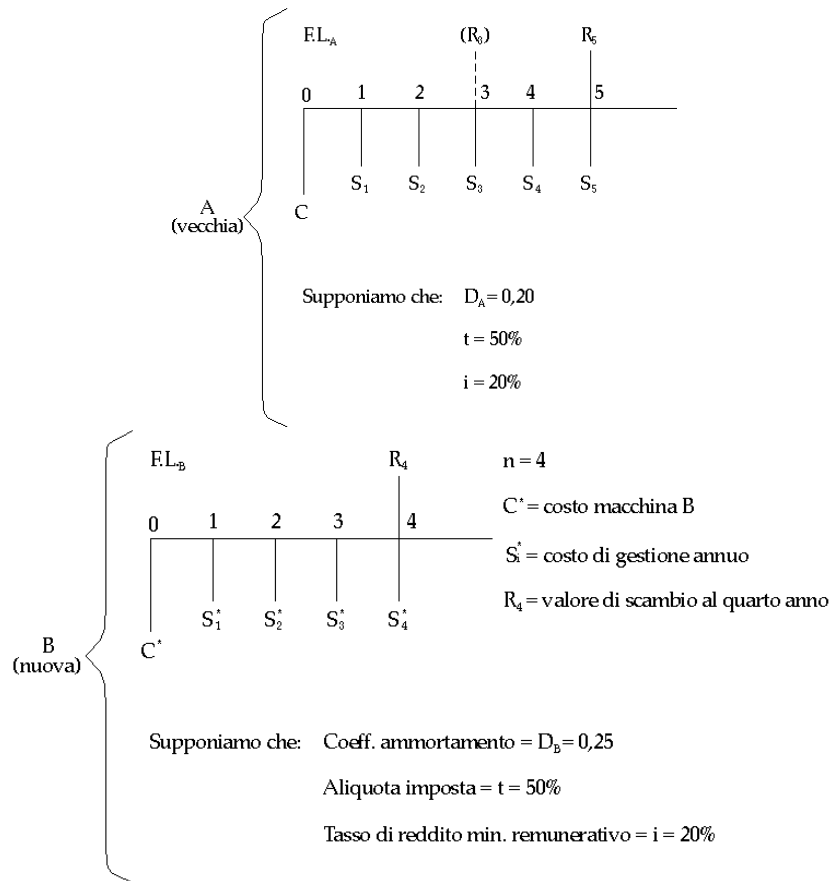 F.L.A (R3) R5
0 1 2 3 4 5
S1 S2 S3 S4 S5
C
A
(vecchia)
Supponiamo che: DA = 0,20
t = 50%
i = 20%
F.L.B R4 n = 4
C* = costo macchina B
0 1 2 3 4
Si* = costo di gestione annuo
R4 = valore di scambio al quarto anno
S1* S2* S3* S4*
C*
B
(nuova)
Supponiamo che: Coeff. ammortamento = DB = 0,25
Aliquota imposta = t = 50%
Tasso di reddito min. remunerativo = i = 20%